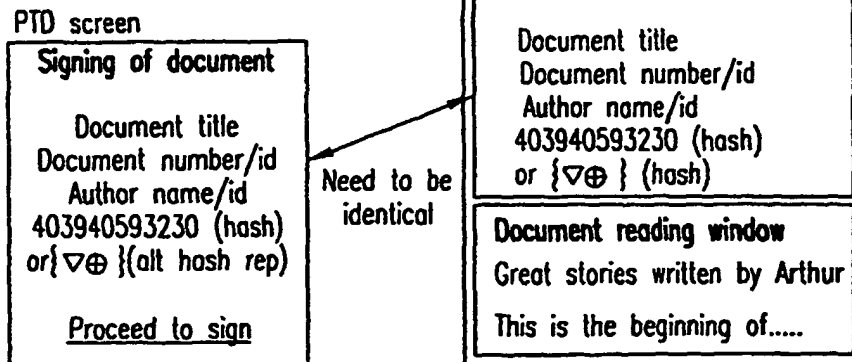 PTD screen
Signing of document
Document title
Document number/id
Author name/id
403940593230 (hash)
or{▽⊕}(alt hash rep)
Proceed to sign
Need to be
identical
Document title
Document number/id
Author name/id
403940593230 (hash)
or {▽⊕ } (hash)
Document reading window
Great stories written by Arthur
This is the beginning of.....